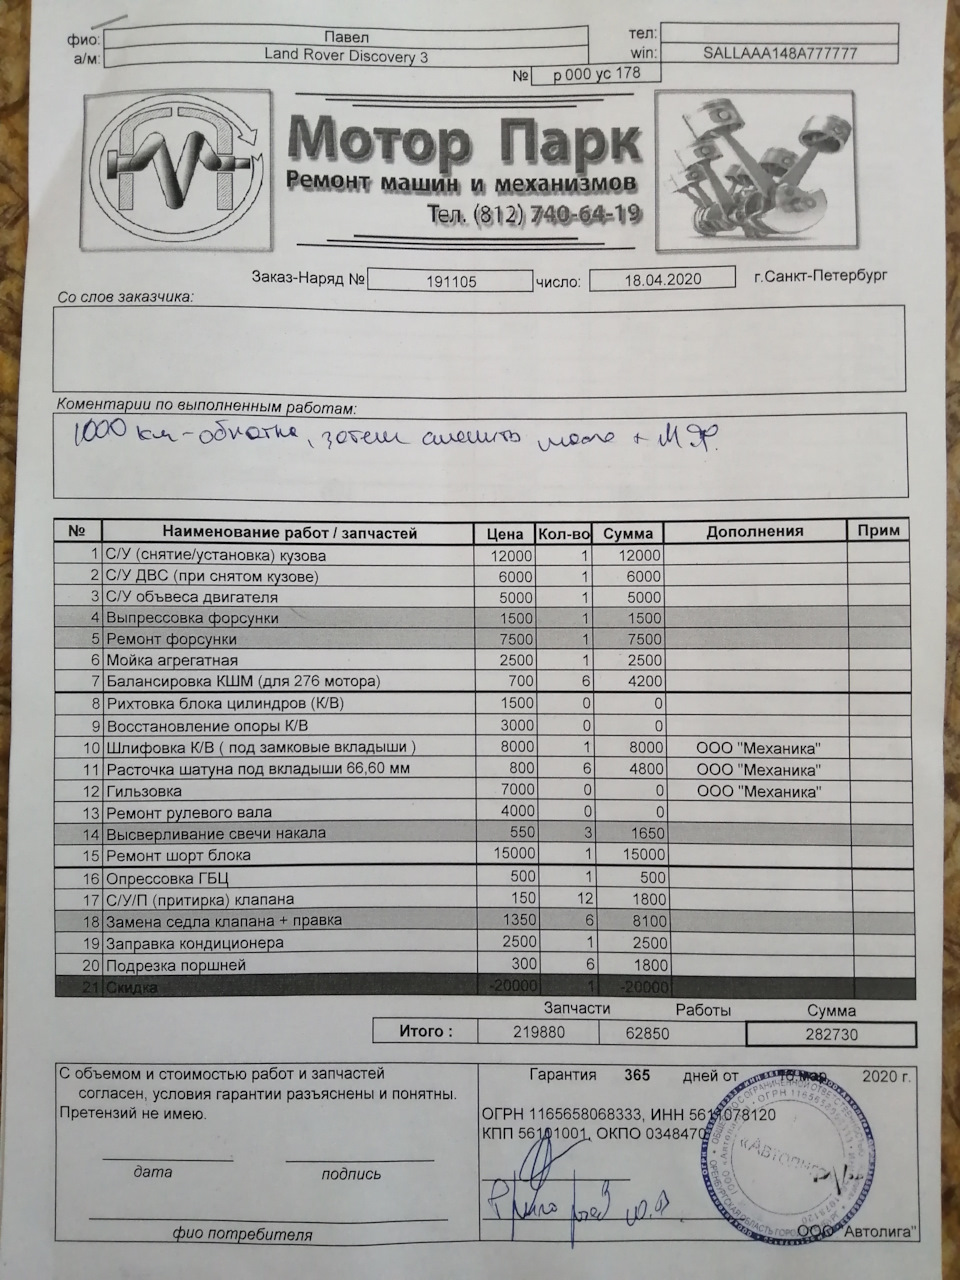 фио: Павел тел:
а/м: Land Rover Discovery 3 win: SALLAAA148A777777
№ р 000 ус 178
Мотор Парк
Ремонт машин и механизмов
Тел. (812) 740-64-19
Заказ-Наряд № 191105 число: 18.04.2020 г.Санкт-Петербург
Со слов заказчика:
Коментарии по выполненным работам:
1000 км - обкатка, затем сменить масло + МФ.
№ Наименование работ / запчастей Цена Кол-во Сумма Дополнения Прим
1 С/У (снятие/установка) кузова 12000 1 12000
2 С/У ДВС (при снятом кузове) 6000 1 6000
3 С/У объвеса двигателя 5000 1 5000
4 Выпрессовка форсунки 1500 1 1500
5 Ремонт форсунки 7500 1 7500
6 Мойка агрегатная 2500 1 2500
7 Балансировка КШМ (для 276 мотора) 700 6 4200
8 Рихтовка блока цилиндров (К/В) 1500 0 0
9 Восстановление опоры К/В 3000 0 0
10 Шлифовка К/В ( под замковые вкладыши ) 8000 1 8000 ООО "Механика"
11 Расточка шатуна под вкладыши 66,60 мм 800 6 4800 ООО "Механика"
12 Гильзовка 7000 0 0 ООО "Механика"
13 Ремонт рулевого вала 4000 0 0
14 Высверливание свечи накала 550 3 1650
15 Ремонт шорт блока 15000 1 15000
16 Опрессовка ГБЦ 500 1 500
17 С/У/П (притирка) клапана 150 12 1800
18 Замена седла клапана + правка 1350 6 8100
19 Заправка кондиционера 2500 1 2500
20 Подрезка поршней 300 6 1800
21 Скидка -20000 1 -20000
Запчасти Работы Сумма
Итого : 219880 62850 282730
С объемом и стоимостью работ и запчастей
согласен, условия гарантии разъяснены и понятны.
Претензий не имею.
дата подпись
фио потребителя
Гарантия 365 дней от 2020 г.
ОГРН 1165658068333, ИНН 5611078120
КПП 56101001, ОКПО 0348470
ООО "Автолига"